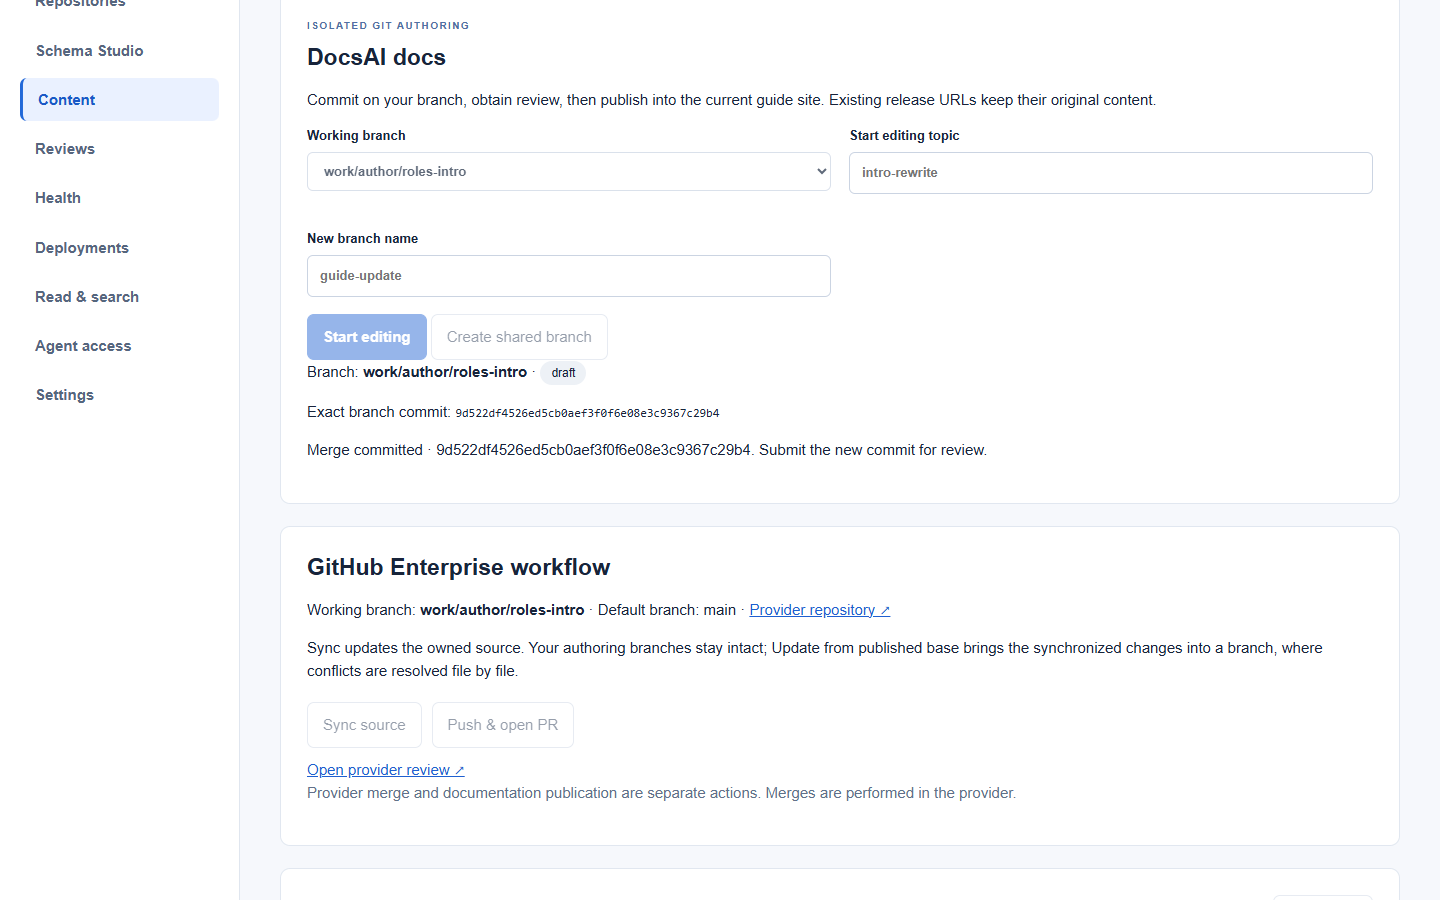 Repositories
Schema Studio
Content
Reviews
Health
Deployments
Read & search
Agent access
Settings
ISOLATED GIT AUTHORING
DocsAI docs
Commit on your branch, obtain review, then publish into the current guide site. Existing release URLs keep their original content.
Working branch
work/author/roles-intro
Start editing topic
intro-rewrite
New branch name
guide-update
Start editing
Create shared branch
Branch: work/author/roles-intro · draft
Exact branch commit: 9d522df4526ed5cb0aef3f0f6e08e3c9367c29b4
Merge committed · 9d522df4526ed5cb0aef3f0f6e08e3c9367c29b4. Submit the new commit for review.
GitHub Enterprise workflow
Working branch: work/author/roles-intro · Default branch: main · Provider repository ↗
Sync updates the owned source. Your authoring branches stay intact; Update from published base brings the synchronized changes into a branch, where
conflicts are resolved file by file.
Sync source
Push & open PR
Open provider review ↗
Provider merge and documentation publication are separate actions. Merges are performed in the provider.